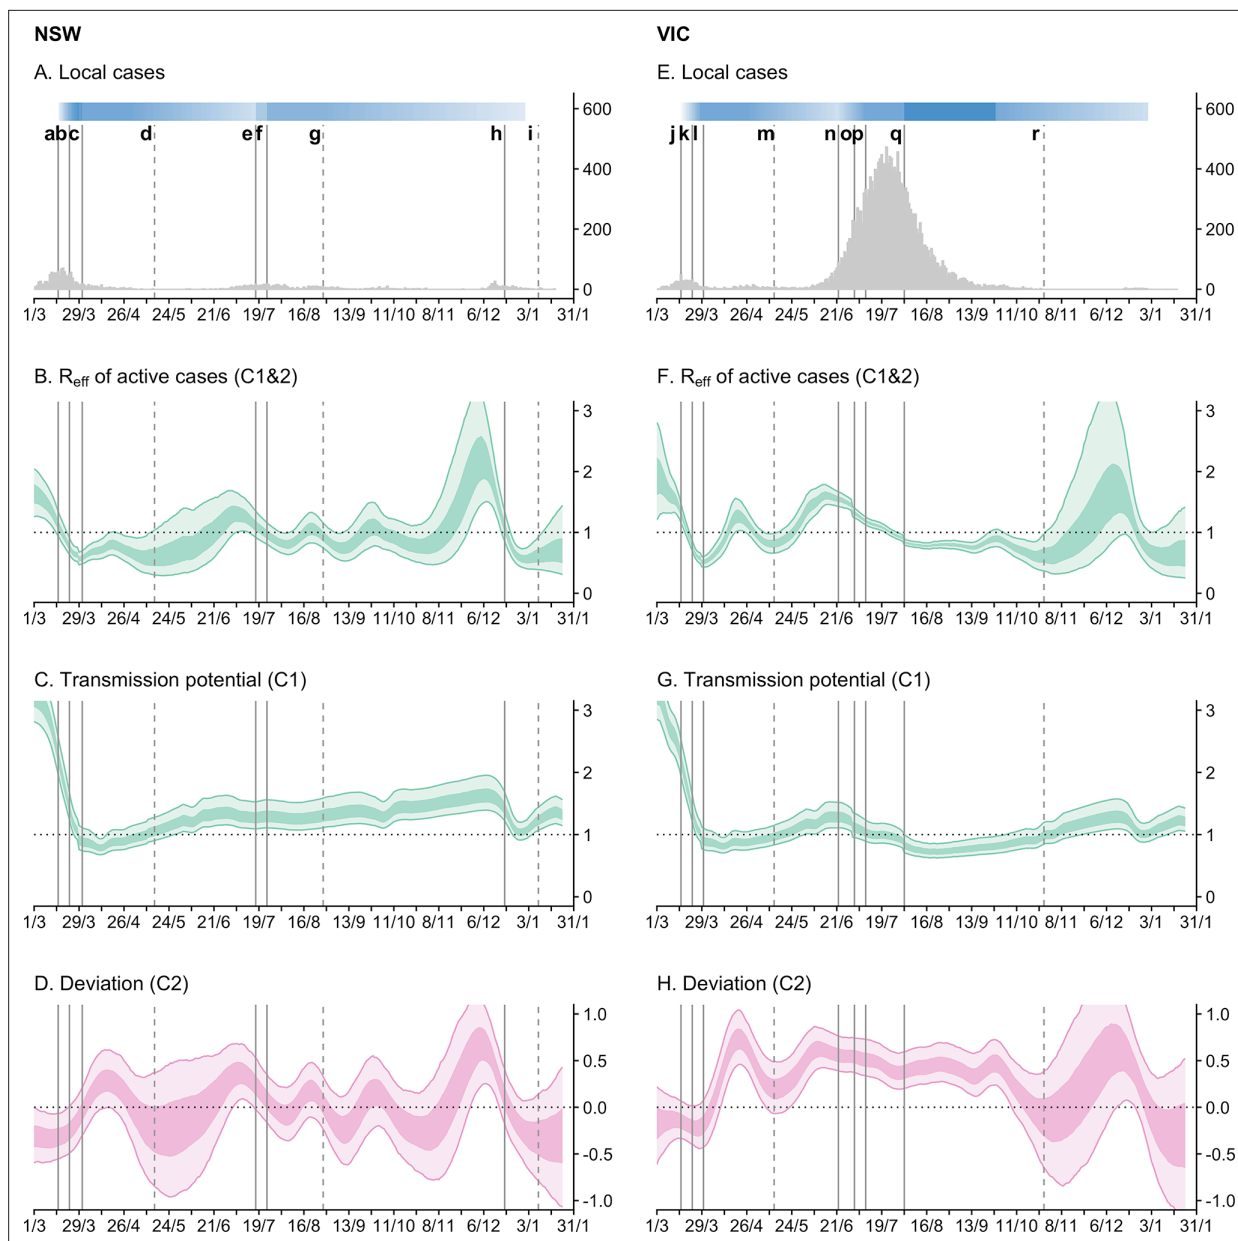 NSW
A. Local cases
600
400
200
0
a b c d e f g h i
1/3 29/3 26/4 24/5 21/6 19/7 16/8 13/9 11/10 8/11 6/12 3/1 31/1
B. Reff of active cases (C1&2)
3
2
1
0
1/3 29/3 26/4 24/5 21/6 19/7 16/8 13/9 11/10 8/11 6/12 3/1 31/1
C. Transmission potential (C1)
3
2
1
0
1/3 29/3 26/4 24/5 21/6 19/7 16/8 13/9 11/10 8/11 6/12 3/1 31/1
D. Deviation (C2)
1.0
0.5
0.0
-0.5
-1.0
1/3 29/3 26/4 24/5 21/6 19/7 16/8 13/9 11/10 8/11 6/12 3/1 31/1
VIC
E. Local cases
600
400
200
0
j k l m n o p q r
1/3 29/3 26/4 24/5 21/6 19/7 16/8 13/9 11/10 8/11 6/12 3/1 31/1
F. Reff of active cases (C1&2)
3
2
1
0
1/3 29/3 26/4 24/5 21/6 19/7 16/8 13/9 11/10 8/11 6/12 3/1 31/1
G. Transmission potential (C1)
3
2
1
0
1/3 29/3 26/4 24/5 21/6 19/7 16/8 13/9 11/10 8/11 6/12 3/1 31/1
H. Deviation (C2)
1.0
0.5
0.0
-0.5
-1.0
1/3 29/3 26/4 24/5 21/6 19/7 16/8 13/9 11/10 8/11 6/12 3/1 31/1